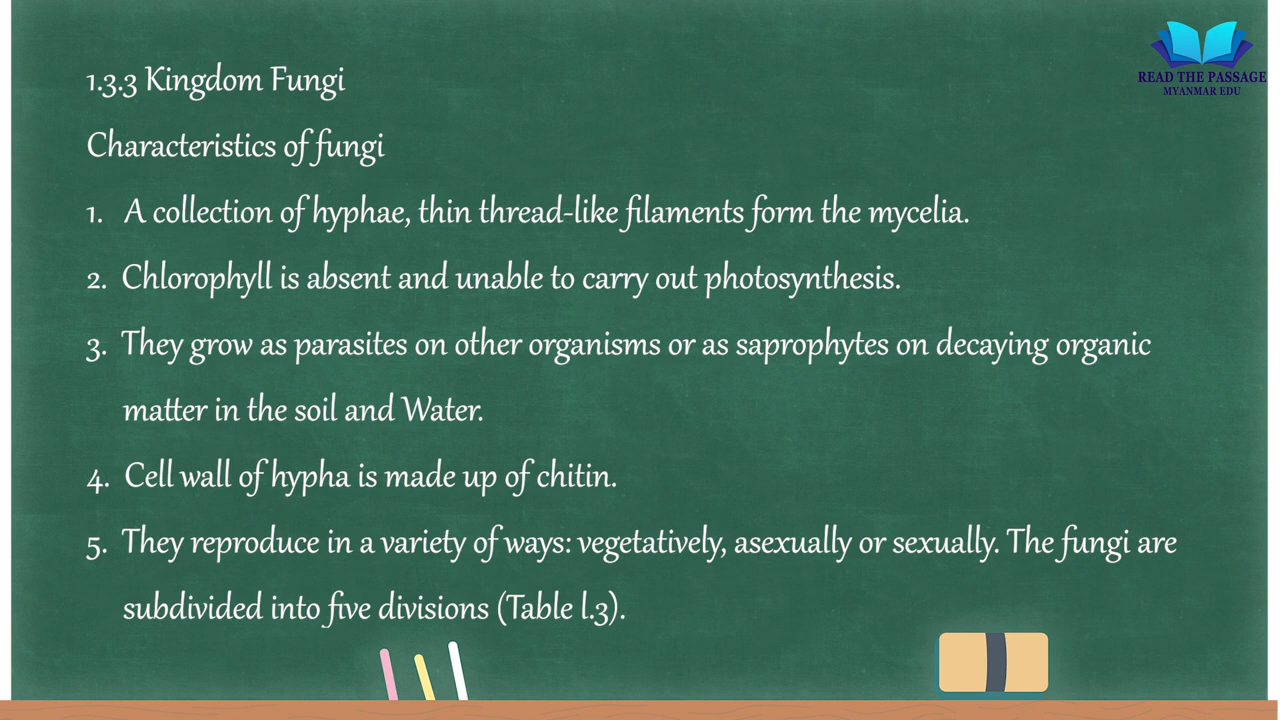 READ THE PASSAGE
MYANMAR EDU
1.3.3 Kingdom Fungi
Characteristics of fungi
1. A collection of hyphae, thin thread-like filaments form the mycelia.
2. Chlorophyll is absent and unable to carry out photosynthesis.
3. They grow as parasites on other organisms or as saprophytes on decaying organic
matter in the soil and Water.
4. Cell wall of hypha is made up of chitin.
5. They reproduce in a variety of ways: vegetatively, asexually or sexually. The fungi are
subdivided into five divisions (Table l.3).